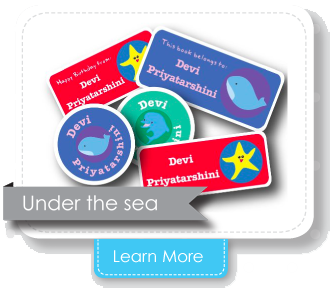 Happy Birthday from:
Devi
Priyatarshini
This book belongs to:
Devi
Priyatarshini
Devi
Priyatarshini
Devi
Devi
Priyatarshini
Under the sea
Learn More